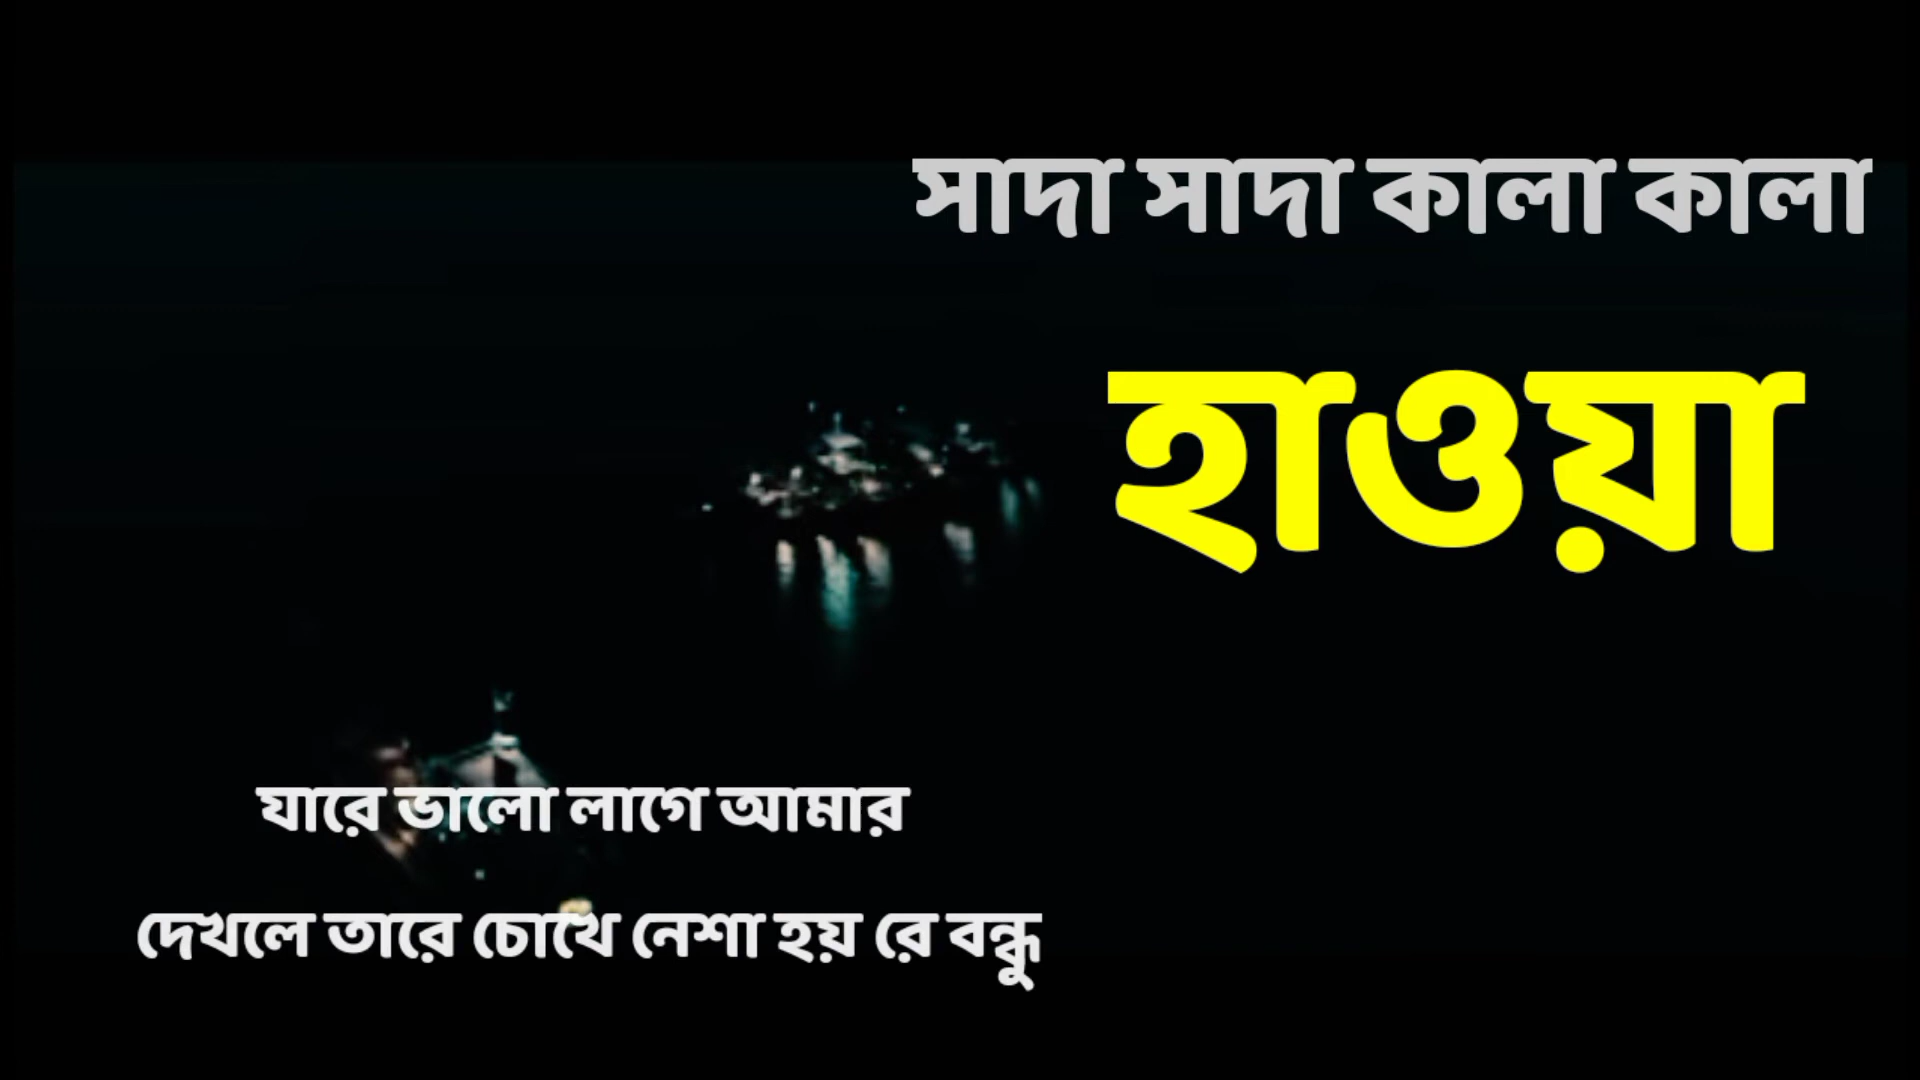 সাদা সাদা কালা কালা
হাওয়া
যারে ভালো লাগে আমার
দেখলে তারে চোখে নেশা হয় রে বন্ধু